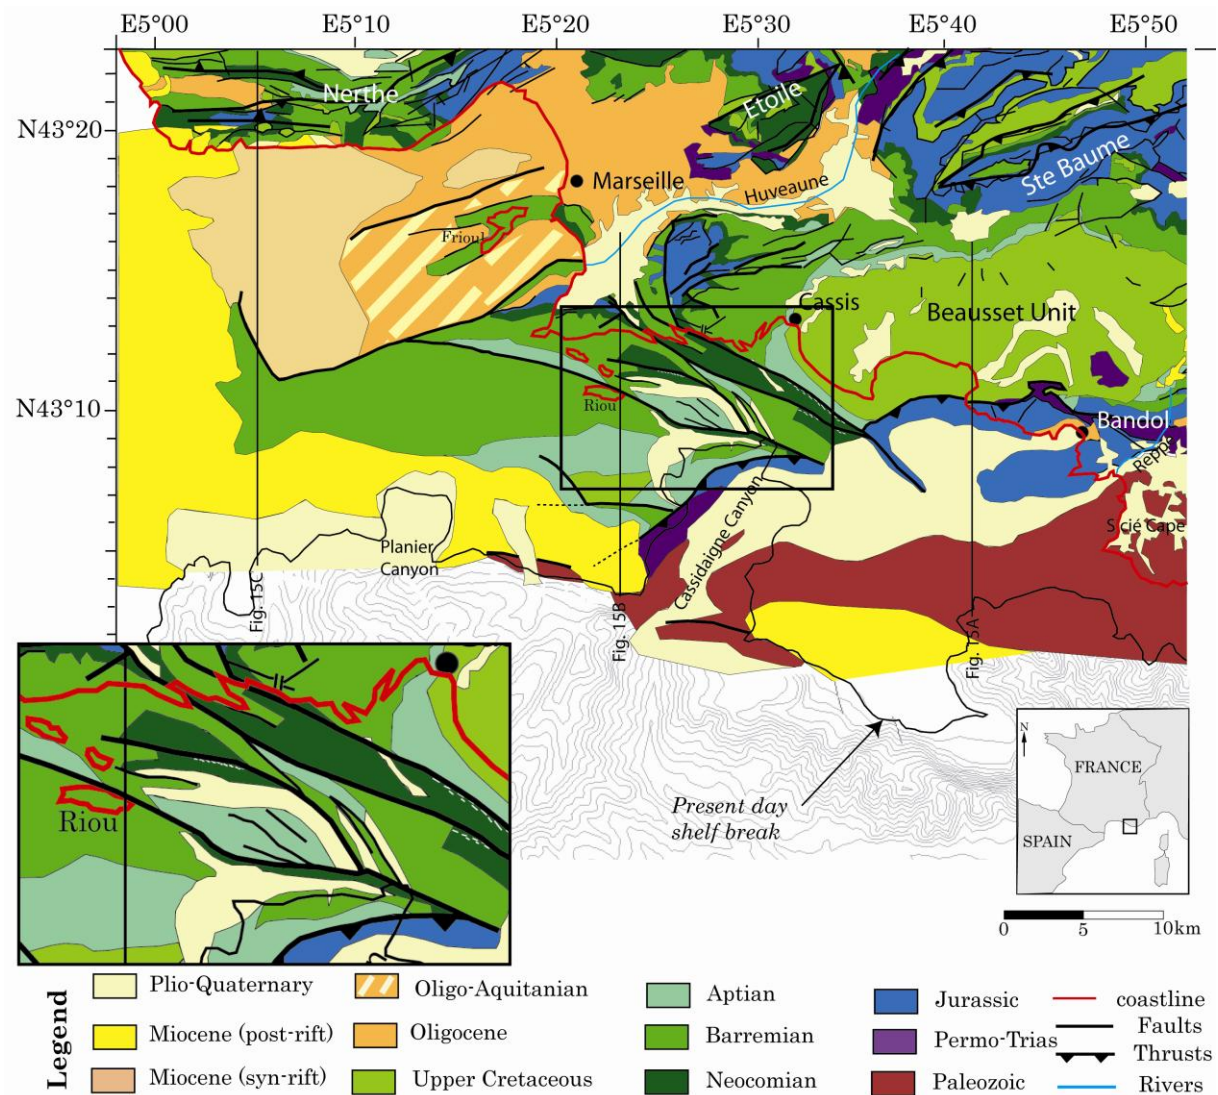 E5°00 E5°10 E5°20 E5°30 E5°40 E5°50
Nerthe
Etoile
N43°20
Ste Baume
Marseille
Huveaune
Frioul
Cassis
Beausset Unit
Riou
N43°10
Bandol
Repp
Planier
Canyon
Cassidaigne Canyon
S cié Cape
Fig. 15C
Fig. 15B
Fig. 15A
Riou
Present day
shelf break
N
FRANCE
SPAIN
0 5 10km
Legend
Plio-Quaternary
Miocene (post-rift)
Miocene (syn-rift)
Oligo-Aquitanian
Oligocene
Upper Cretaceous
Aptian
Barremian
Neocomian
Jurassic
Permo-Trias
Paleozoic
coastline
Faults
Thrusts
Rivers